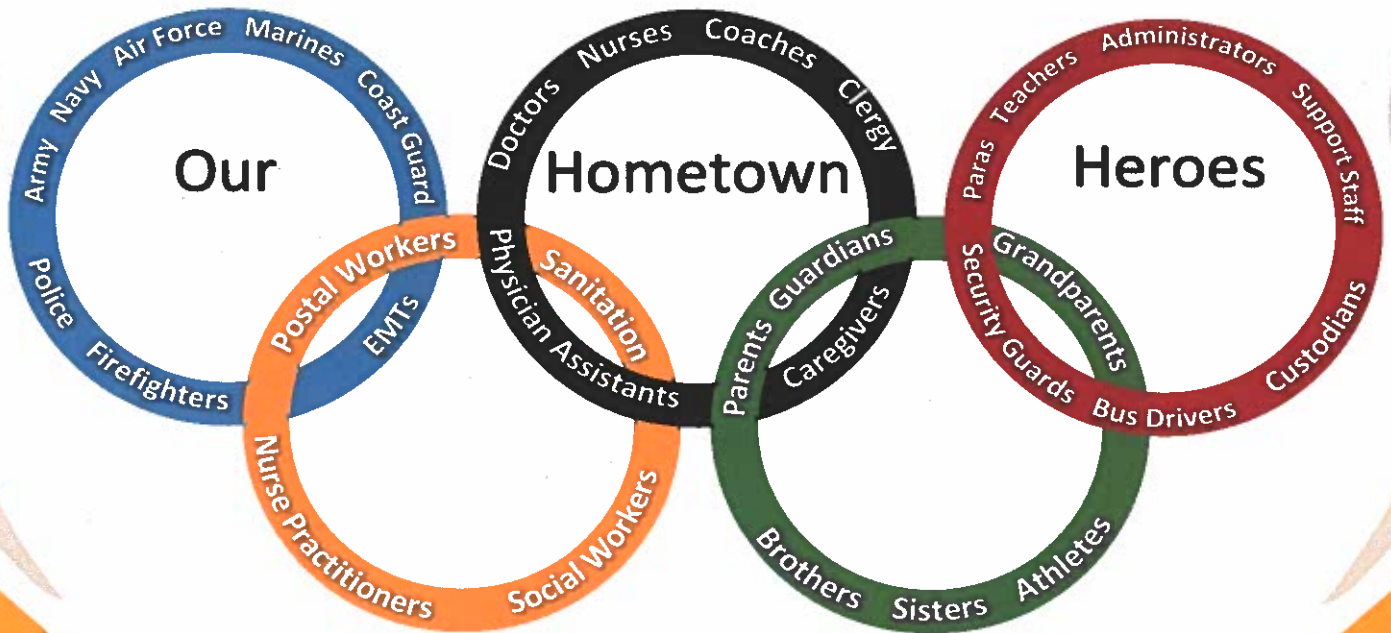 Our
Hometown
Heroes
Army Navy Air Force Marines Coast Guard
Police Firefighters EMTs
Doctors Nurses Coaches Clergy
Physician Assistants Caregivers
Paras Teachers Administrators Support Staff
Security Guards Bus Drivers Custodians
Postal Workers Sanitation
Nurse Practitioners Social Workers
Parents Guardians Grandparents
Brothers Sisters Athletes